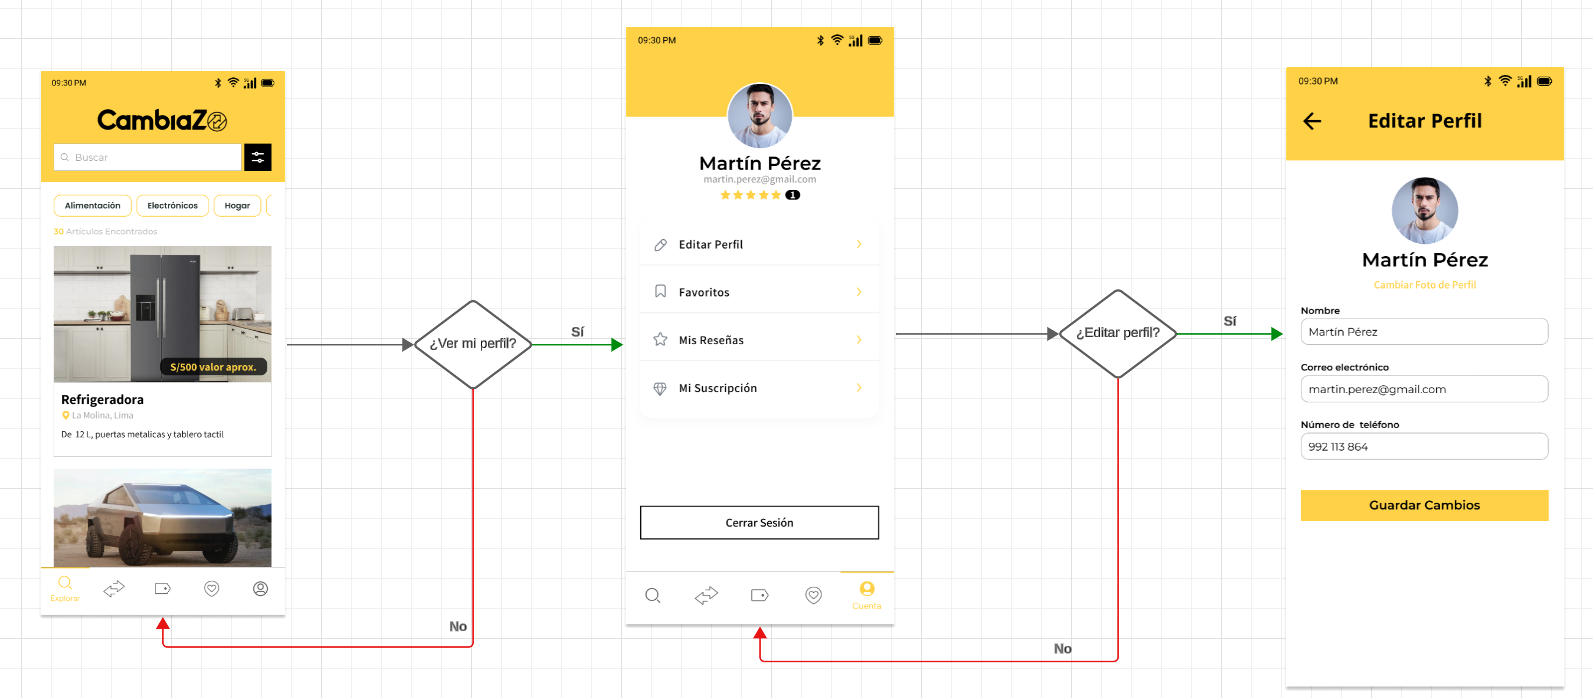 09:30 PM
CambiaZ
Buscar
Alimentación
Electrónicos
Hogar
30 Artículos Encontrados
S/500 valor aprox.
Refrigeradora
La Molina, Lima
De 12 L, puertas metalicas y tablero tactil
Explorar
¿Ver mi perfil?
Sí
No
09:30 PM
5G
Martín Pérez
martin.perez@gmail.com
1
Editar Perfil
Favoritos
Mis Reseñas
Mi Suscripción
Cerrar Sesión
Cuenta
¿Editar perfil?
Sí
No
09:30 PM
5G
Editar Perfil
Martín Pérez
Cambiar Foto de Perfil
Nombre
Martín Pérez
Correo electrónico
martin.perez@gmail.com
Número de teléfono
992 113 864
Guardar Cambios